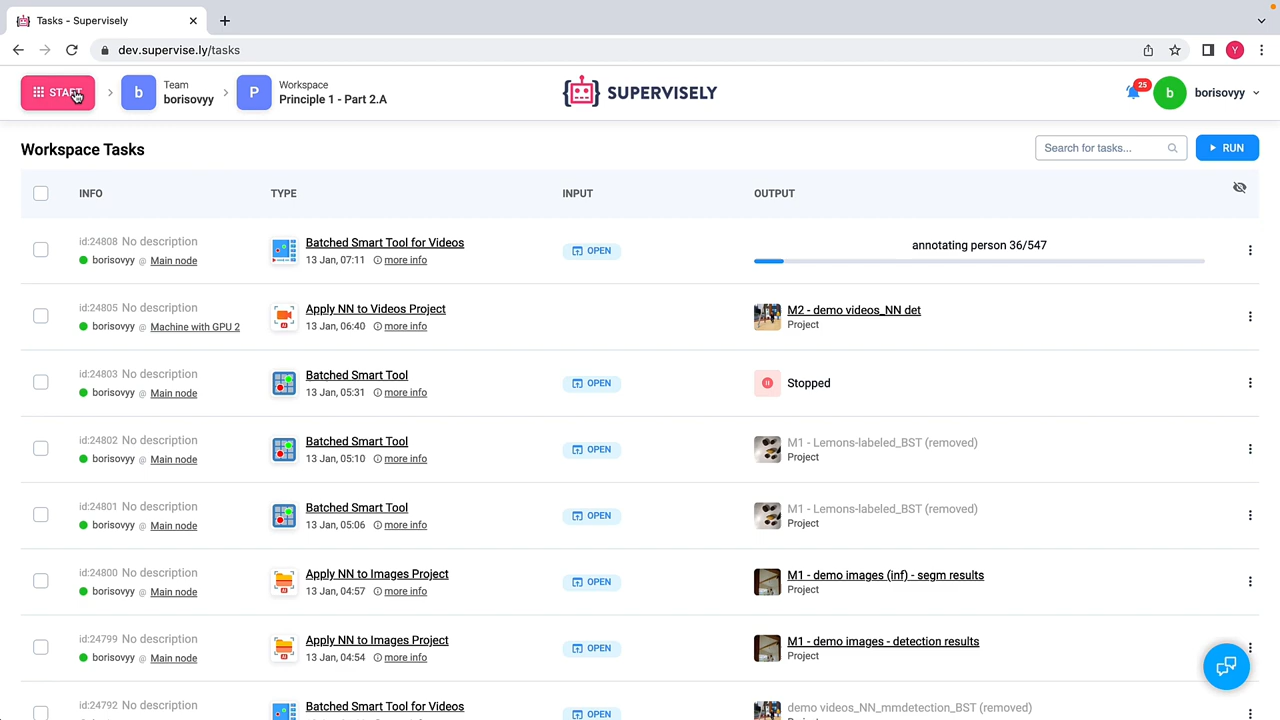 Tasks - Supervisely
dev.supervise.ly/tasks
Y
START
b
Team
borisovyy
P
Workspace
Principle 1 - Part 2.A
SUPERVISELY
25
b
borisovyy
Workspace Tasks
Search for tasks...
RUN
INFO
TYPE
INPUT
OUTPUT
id:24808 No description
borisovyy @ Main node
Batched Smart Tool for Videos
13 Jan, 07:11 more info
OPEN
annotating person 36/547
id:24805 No description
borisovyy @ Machine with GPU 2
Apply NN to Videos Project
13 Jan, 06:40 more info
M2 - demo videos_NN det
Project
id:24803 No description
borisovyy @ Main node
Batched Smart Tool
13 Jan, 05:31 more info
OPEN
Stopped
id:24802 No description
borisovyy @ Main node
Batched Smart Tool
13 Jan, 05:10 more info
OPEN
M1 - Lemons-labeled_BST (removed)
Project
id:24801 No description
borisovyy @ Main node
Batched Smart Tool
13 Jan, 05:06 more info
OPEN
M1 - Lemons-labeled_BST (removed)
Project
id:24800 No description
borisovyy @ Main node
Apply NN to Images Project
13 Jan, 04:57 more info
OPEN
M1 - demo images (inf) - segm results
Project
id:24799 No description
borisovyy @ Main node
Apply NN to Images Project
13 Jan, 04:54 more info
OPEN
M1 - demo images - detection results
Project
id:24792 No description
Batched Smart Tool for Videos
OPEN
demo videos_NN_mmdetection_BST (removed)